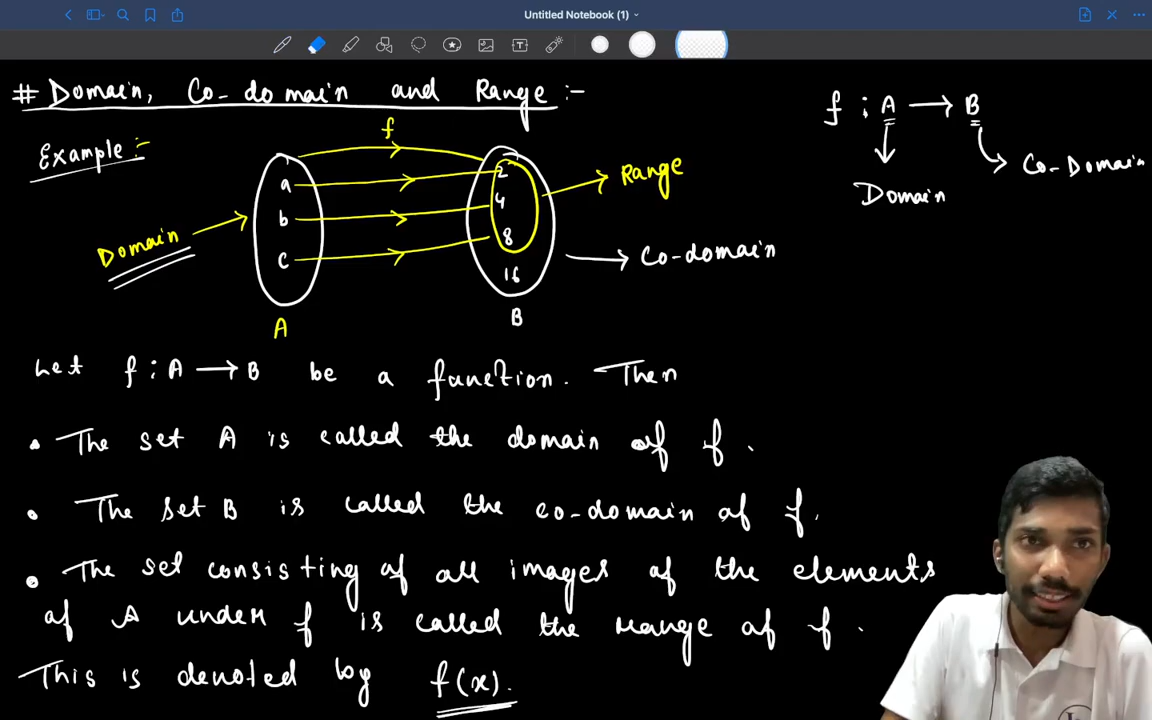 Untitled Notebook (1)
# Domain, Co-domain and Range :-
f : A → B
Example :-
f
Domain
Co-Domain
a
b
c
2
4
8
16
Range
Domain
Co-domain
A
B
Let f : A → B be a function. Then
• The set A is called the domain of f.
• The set B is called the co-domain of f.
• The set consisting of all images of the elements
of A under f is called the range of f.
This is denoted by f(x).